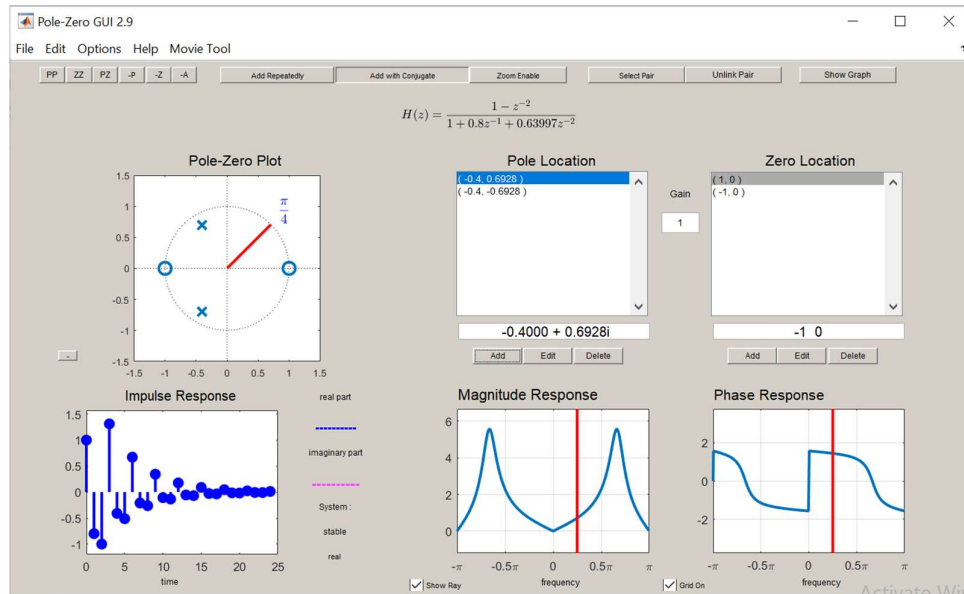 Pole-Zero GUI 2.9
File Edit Options Help Movie Tool
PP ZZ PZ -P -Z -A Add Repeatedly Add with Conjugate Zoom Enable Select Pair Unlink Pair Show Graph
H(z) = \frac{1 - z^{-2}}{1 + 0.8z^{-1} + 0.63997z^{-2}}
Pole-Zero Plot
1.5
1
0.5
0
-0.5
-1
-1.5
-1.5 -1 -0.5 0 0.5 1 1.5
π/4
-
Pole Location
( -0.4, 0.6928 )
( -0.4, -0.6928 )
-0.4000 + 0.6928i
Add Edit Delete
Gain
1
Zero Location
( 1, 0 )
( -1, 0 )
-1 0
Add Edit Delete
Impulse Response
1.5
1
0.5
0
-0.5
-1
0 5 10 15 20 25
time
real part
imaginary part
System :
stable
real
Magnitude Response
6
4
2
0
-π -0.5π 0 0.5π π
frequency
Show Ray
Phase Response
2
0
-2
-π -0.5π 0 0.5π π
frequency
Grid On
Activate Win